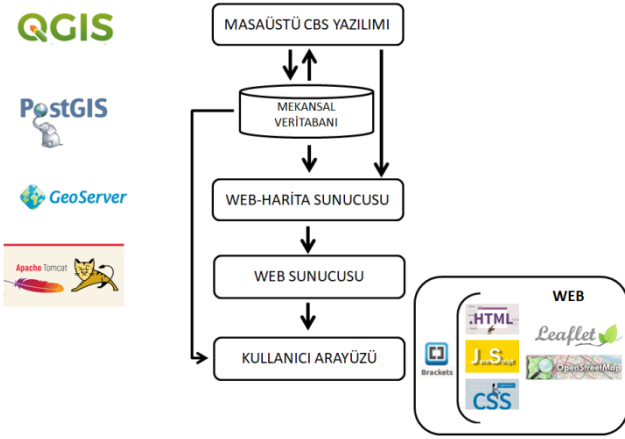 QGIS
MASAÜSTÜ CBS YAZILIMI
PostGIS
MEKANSAL
VERİTABANI
GeoServer
WEB-HARİTA SUNUCUSU
Apache Tomcat
WEB SUNUCUSU
KULLANICI ARAYÜZÜ
WEB
.HTML
Leaflet
Brackets
JavaScript
OpenStreetMap
CSS